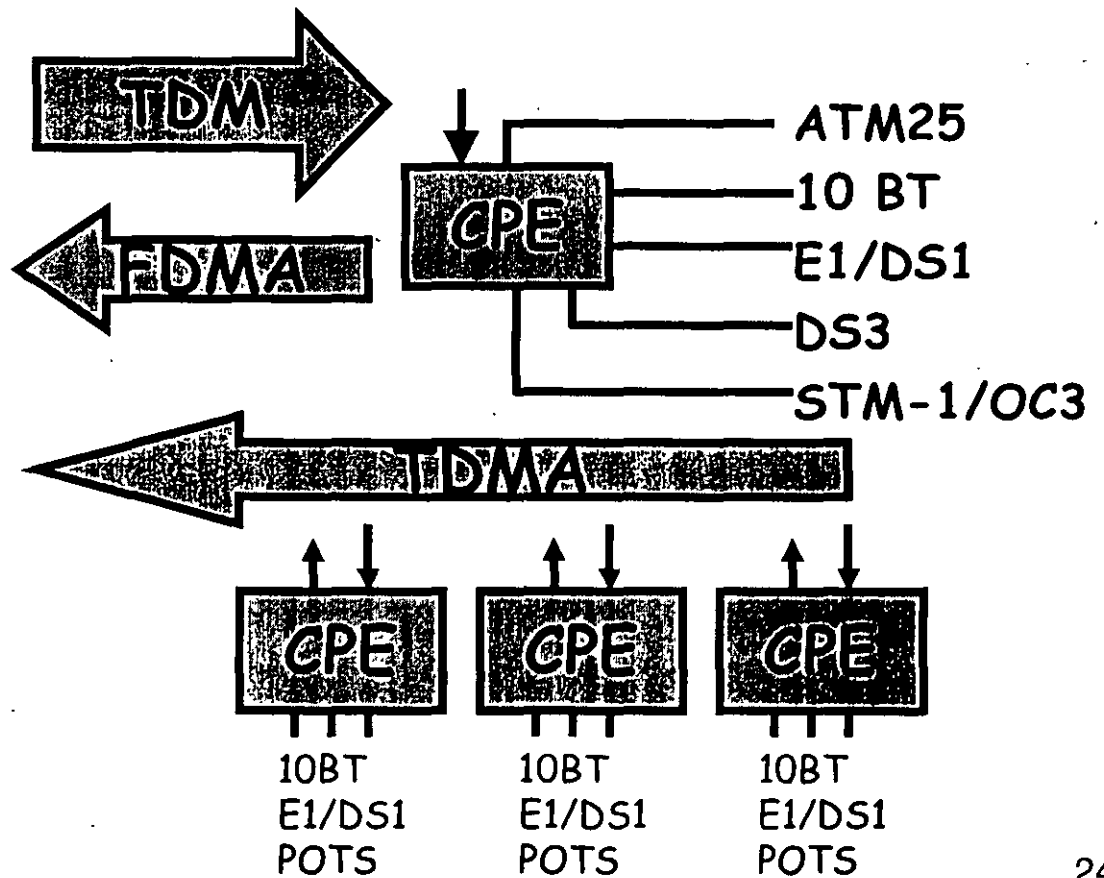 TDM
CPE
ATM25
10 BT
E1/DS1
FDMA
DS3
STM-1/OC3
TDMA
CPE CPE CPE
10BT 10BT 10BT
E1/DS1 E1/DS1 E1/DS1
POTS POTS POTS
24